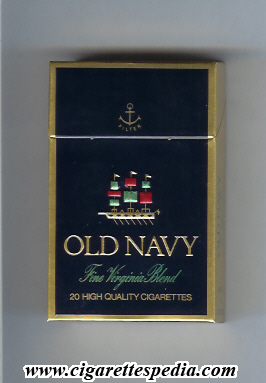 FILTER
OLD NAVY
Fine Virginia Blend
20 HIGH QUALITY CIGARETTES
www.cigarettespedia.com